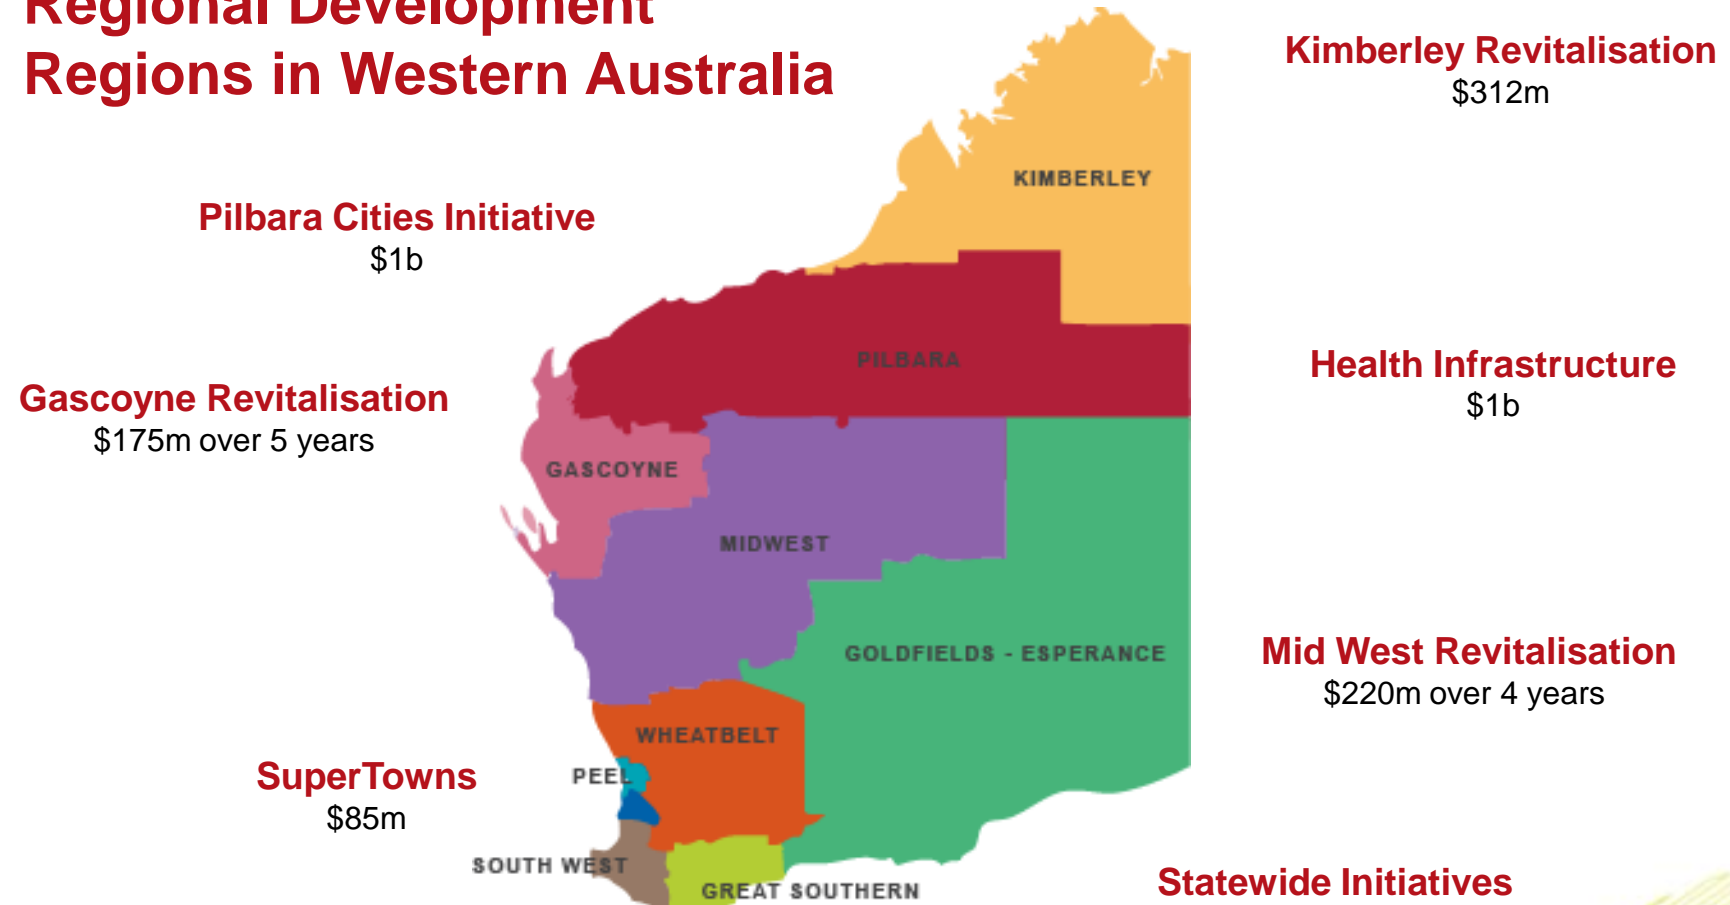 Regional Development
Regions in Western Australia
Kimberley Revitalisation
$312m
KIMBERLEY
Pilbara Cities Initiative
$1b
PILBARA
Health Infrastructure
$1b
Gascoyne Revitalisation
$175m over 5 years
GASCOYNE
MIDWEST
GOLDFIELDS - ESPERANCE
Mid West Revitalisation
$220m over 4 years
WHEATBELT
SuperTowns
$85m
PEEL
SOUTH WEST
GREAT SOUTHERN
Statewide Initiatives